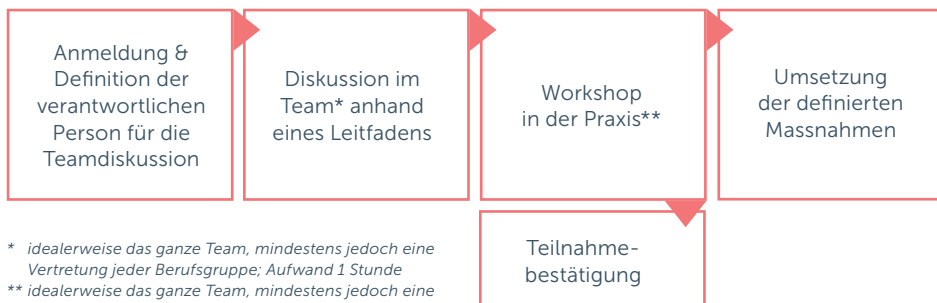 Anmeldung &
Definition der
verantwortlichen
Person für die
Teamdiskussion
Diskussion im
Team* anhand
eines Leitfadens
Workshop
in der Praxis**
Umsetzung
der definierten
Massnahmen
Teilnahme-
bestätigung
* idealerweise das ganze Team, mindestens jedoch eine
Vertretung jeder Berufsgruppe; Aufwand 1 Stunde
** idealerweise das ganze Team, mindestens jedoch eine